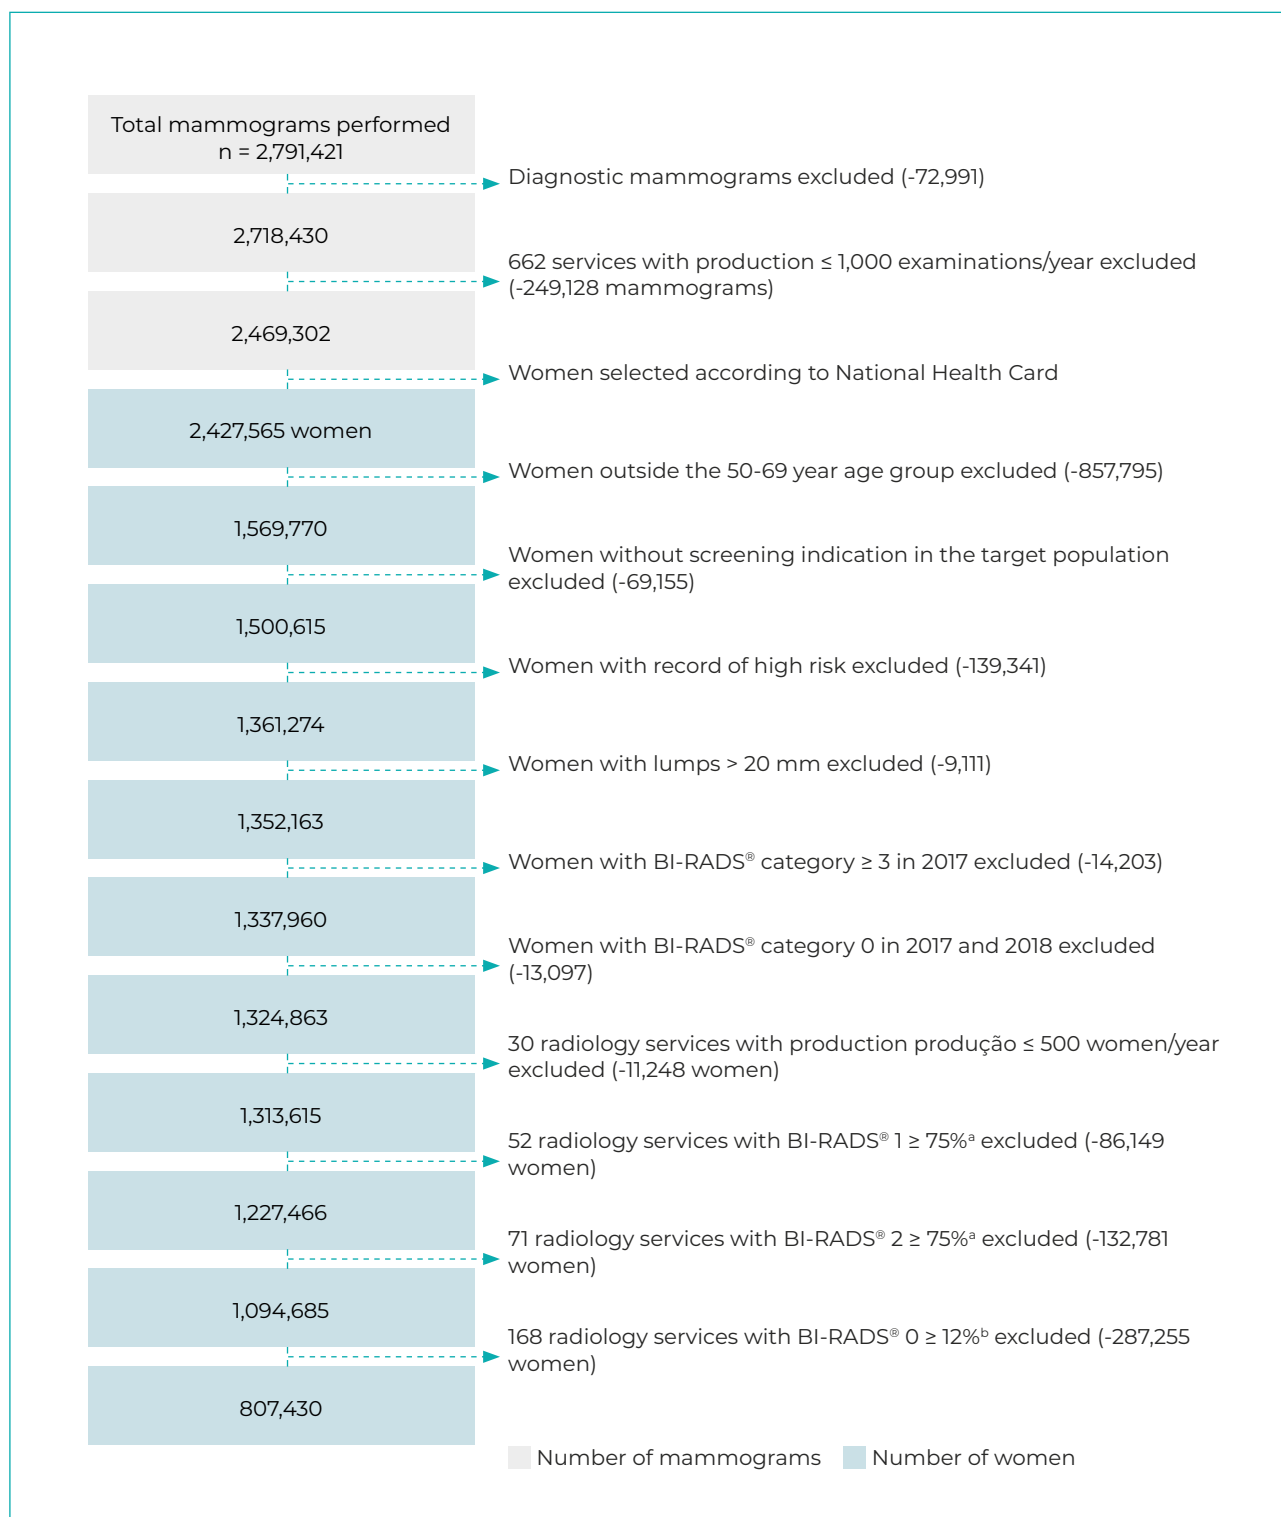 Total mammograms performed
n = 2,791,421
Diagnostic mammograms excluded (-72,991)
2,718,430
662 services with production ≤ 1,000 examinations/year excluded
(-249,128 mammograms)
2,469,302
Women selected according to National Health Card
2,427,565 women
Women outside the 50-69 year age group excluded (-857,795)
1,569,770
Women without screening indication in the target population
excluded (-69,155)
1,500,615
Women with record of high risk excluded (-139,341)
1,361,274
Women with lumps > 20 mm excluded (-9,111)
1,352,163
Women with BI-RADS® category ≥ 3 in 2017 excluded (-14,203)
1,337,960
Women with BI-RADS® category 0 in 2017 and 2018 excluded
(-13,097)
1,324,863
30 radiology services with production produção ≤ 500 women/year
excluded (-11,248 women)
1,313,615
52 radiology services with BI-RADS® 1 ≥ 75%ᵃ excluded (-86,149
women)
1,227,466
71 radiology services with BI-RADS® 2 ≥ 75%ᵃ excluded (-132,781
women)
1,094,685
168 radiology services with BI-RADS® 0 ≥ 12%ᵇ excluded (-287,255
women)
807,430
Number of mammograms Number of women